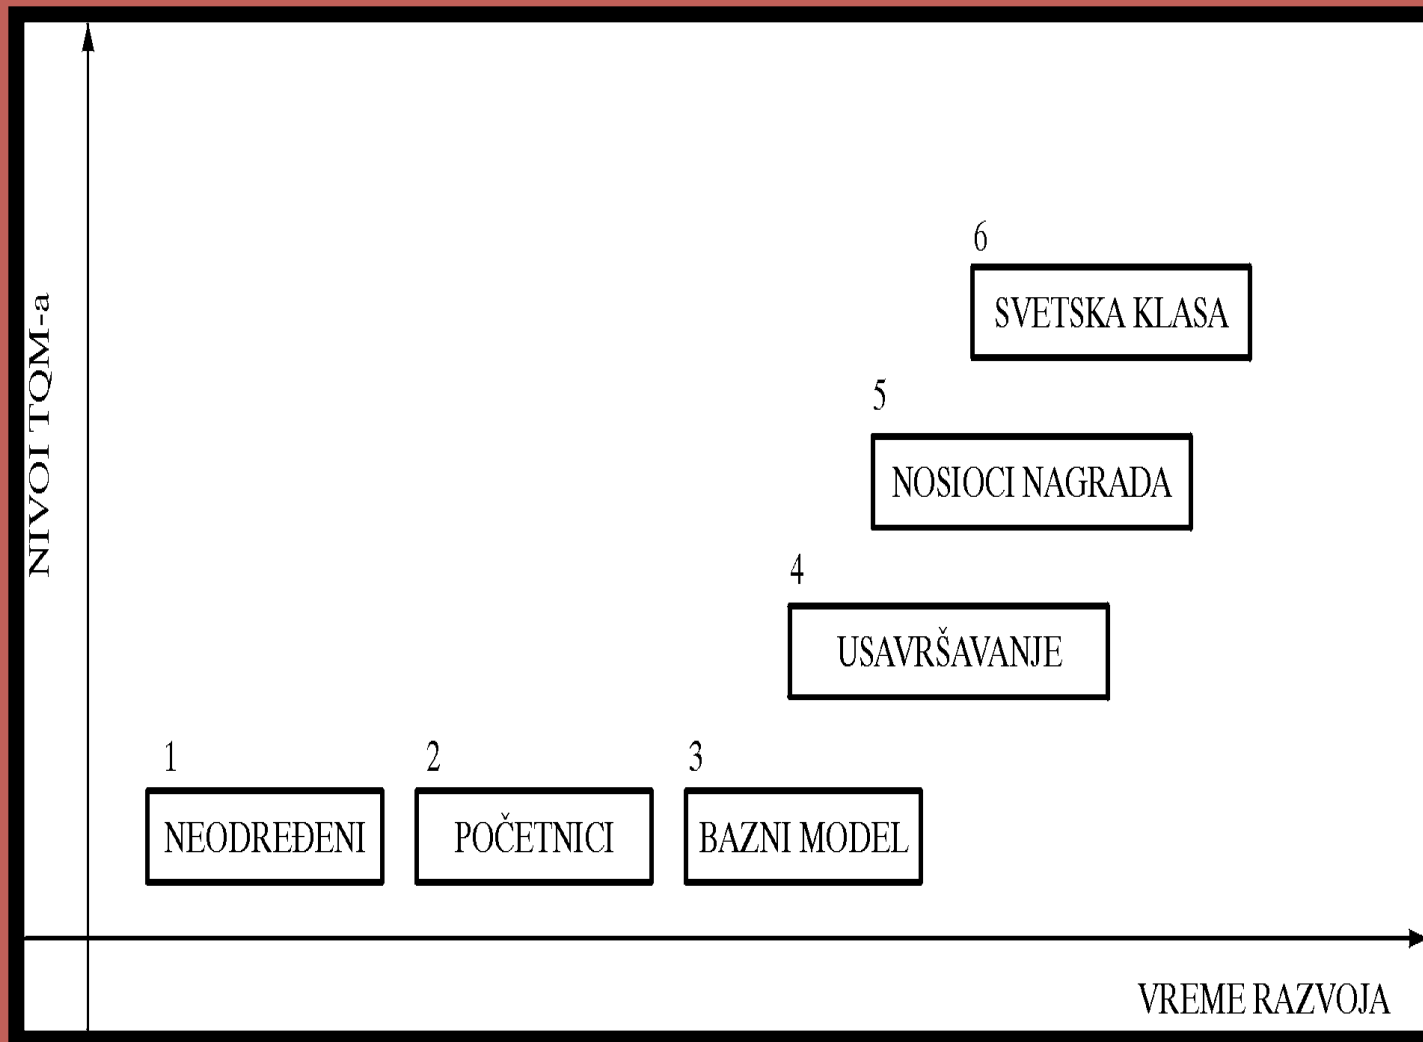 NIVOI TQM-a
6
SVETSKA KLASA
5
NOSIOCI NAGRADA
4
USAVRŠAVANJE
1
NEODREĐENI
2
POČETNICI
3
BAZNI MODEL
VREME RAZVOJA